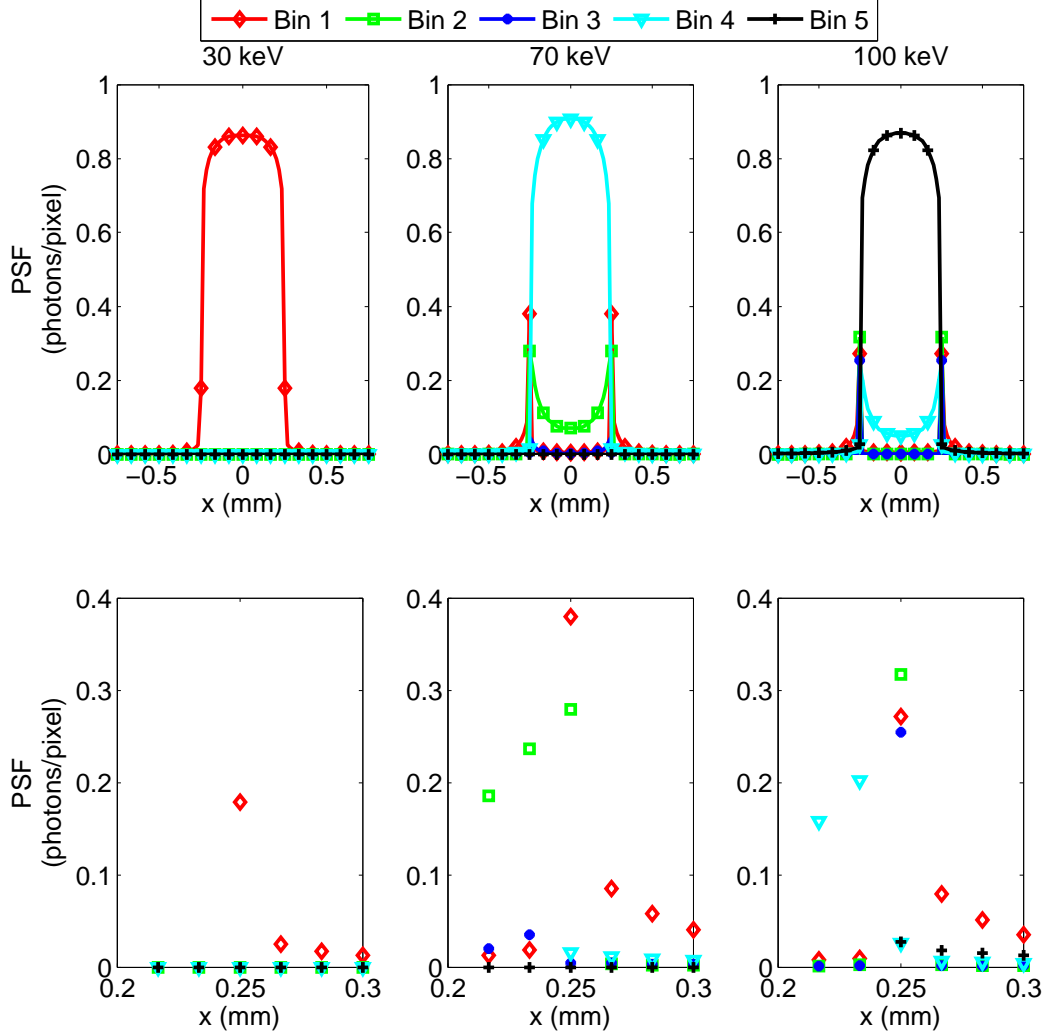 Bin 1 Bin 2 Bin 3 Bin 4 Bin 5
30 keV 70 keV 100 keV
1 1 1
0.8 0.8 0.8
0.6 0.6 0.6
0.4 0.4 0.4
0.2 0.2 0.2
0 0 0
PSF
(photons/pixel)
−0.5 0 0.5 −0.5 0 0.5 −0.5 0 0.5
x (mm) x (mm) x (mm)
0.4 0.4 0.4
0.3 0.3 0.3
0.2 0.2 0.2
0.1 0.1 0.1
0 0 0
PSF
(photons/pixel)
0.2 0.25 0.3 0.2 0.25 0.3 0.2 0.25 0.3
x (mm) x (mm) x (mm)